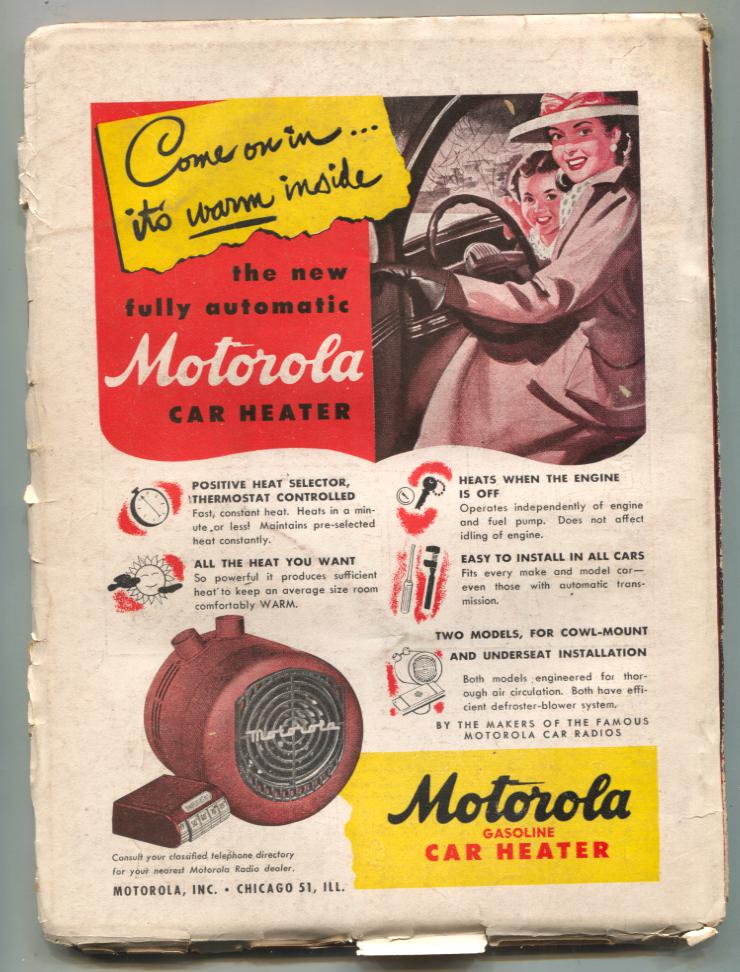 Come on in...
it's warm inside
the new
fully automatic
Motorola
CAR HEATER
POSITIVE HEAT SELECTOR,
THERMOSTAT CONTROLLED
Fast, constant heat. Heats in a min-
ute or less! Maintains pre-selected
heat constantly.
ALL THE HEAT YOU WANT
So powerful it produces sufficient
heat to keep an average size room
comfortably WARM.
HEATS WHEN THE ENGINE
IS OFF
Operates independently of engine
and fuel pump. Does not affect
idling of engine.
EASY TO INSTALL IN ALL CARS
Fits every make and model car—
even those with automatic trans-
mission.
TWO MODELS, FOR COWL-MOUNT
AND UNDERSEAT INSTALLATION
Both models engineered for thor-
ough air circulation. Both have effi-
cient defroster-blower system.
BY THE MAKERS OF THE FAMOUS
MOTOROLA CAR RADIOS
Motorola
Motorola
GASOLINE
CAR HEATER
Consult your classified telephone directory
for your nearest Motorola Radio dealer.
MOTOROLA, INC. • CHICAGO 51, ILL.